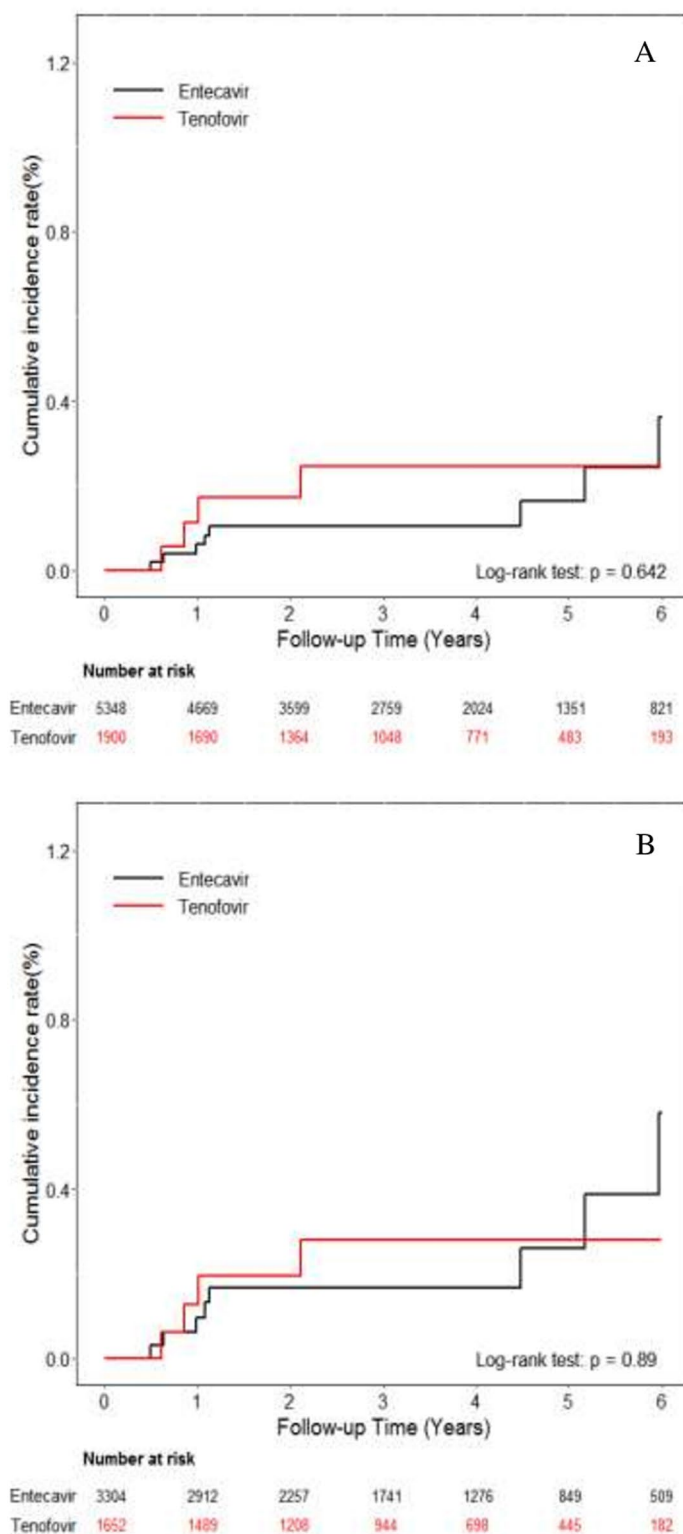 A
1.2
Entecavir
Tenofovir
0.8
Cumulative incidence rate(%)
0.4
0.0
Log-rank test: p = 0.642
0 1 2 3 4 5 6
Follow-up Time (Years)
Number at risk
Entecavir 5348 4669 3599 2759 2024 1351 821
Tenofovir 1900 1690 1364 1048 771 483 193
B
1.2
Entecavir
Tenofovir
0.8
Cumulative incidence rate(%)
0.4
0.0
Log-rank test: p = 0.89
0 1 2 3 4 5 6
Follow-up Time (Years)
Number at risk
Entecavir 3304 2912 2257 1741 1276 849 509
Tenofovir 1652 1489 1208 944 698 445 182